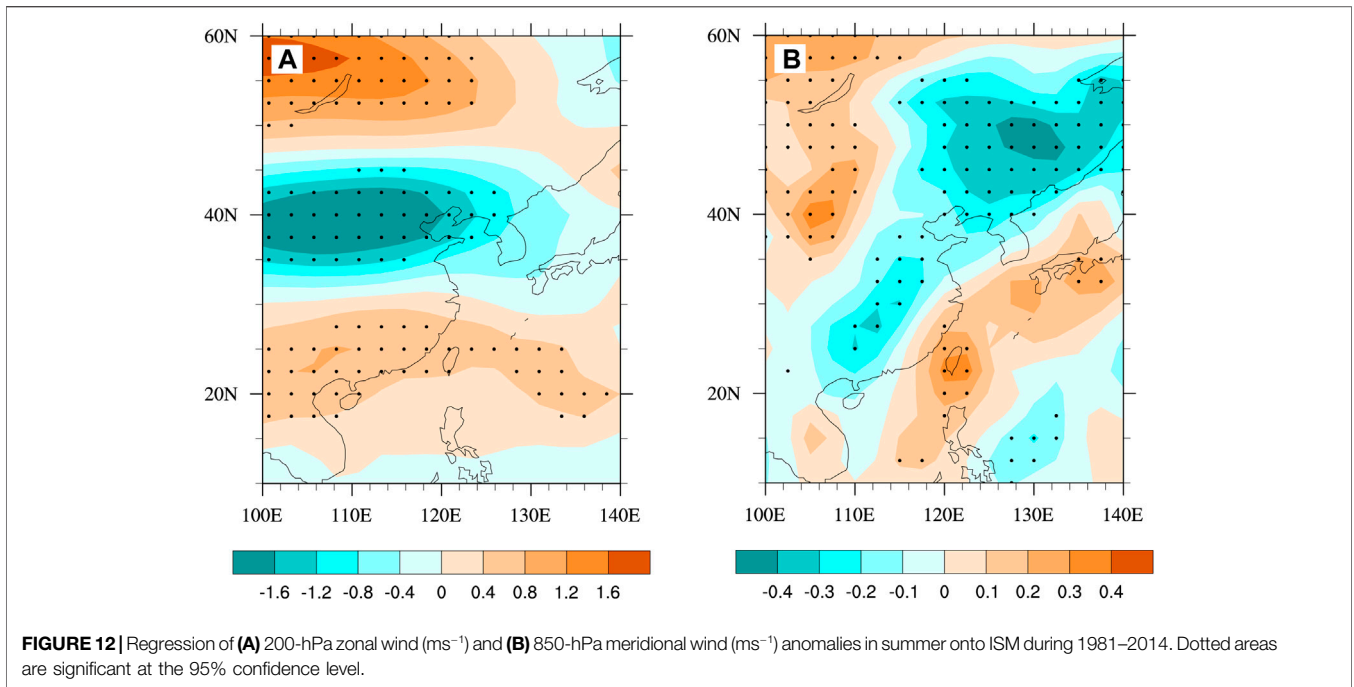 A
B
60N
40N
20N
100E 110E 120E 130E 140E
60N
40N
20N
100E 110E 120E 130E 140E
-1.6 -1.2 -0.8 -0.4 0 0.4 0.8 1.2 1.6
-0.4 -0.3 -0.2 -0.1 0 0.1 0.2 0.3 0.4
FIGURE 12 | Regression of (A) 200-hPa zonal wind (ms⁻¹) and (B) 850-hPa meridional wind (ms⁻¹) anomalies in summer onto ISM during 1981–2014. Dotted areas
are significant at the 95% confidence level.